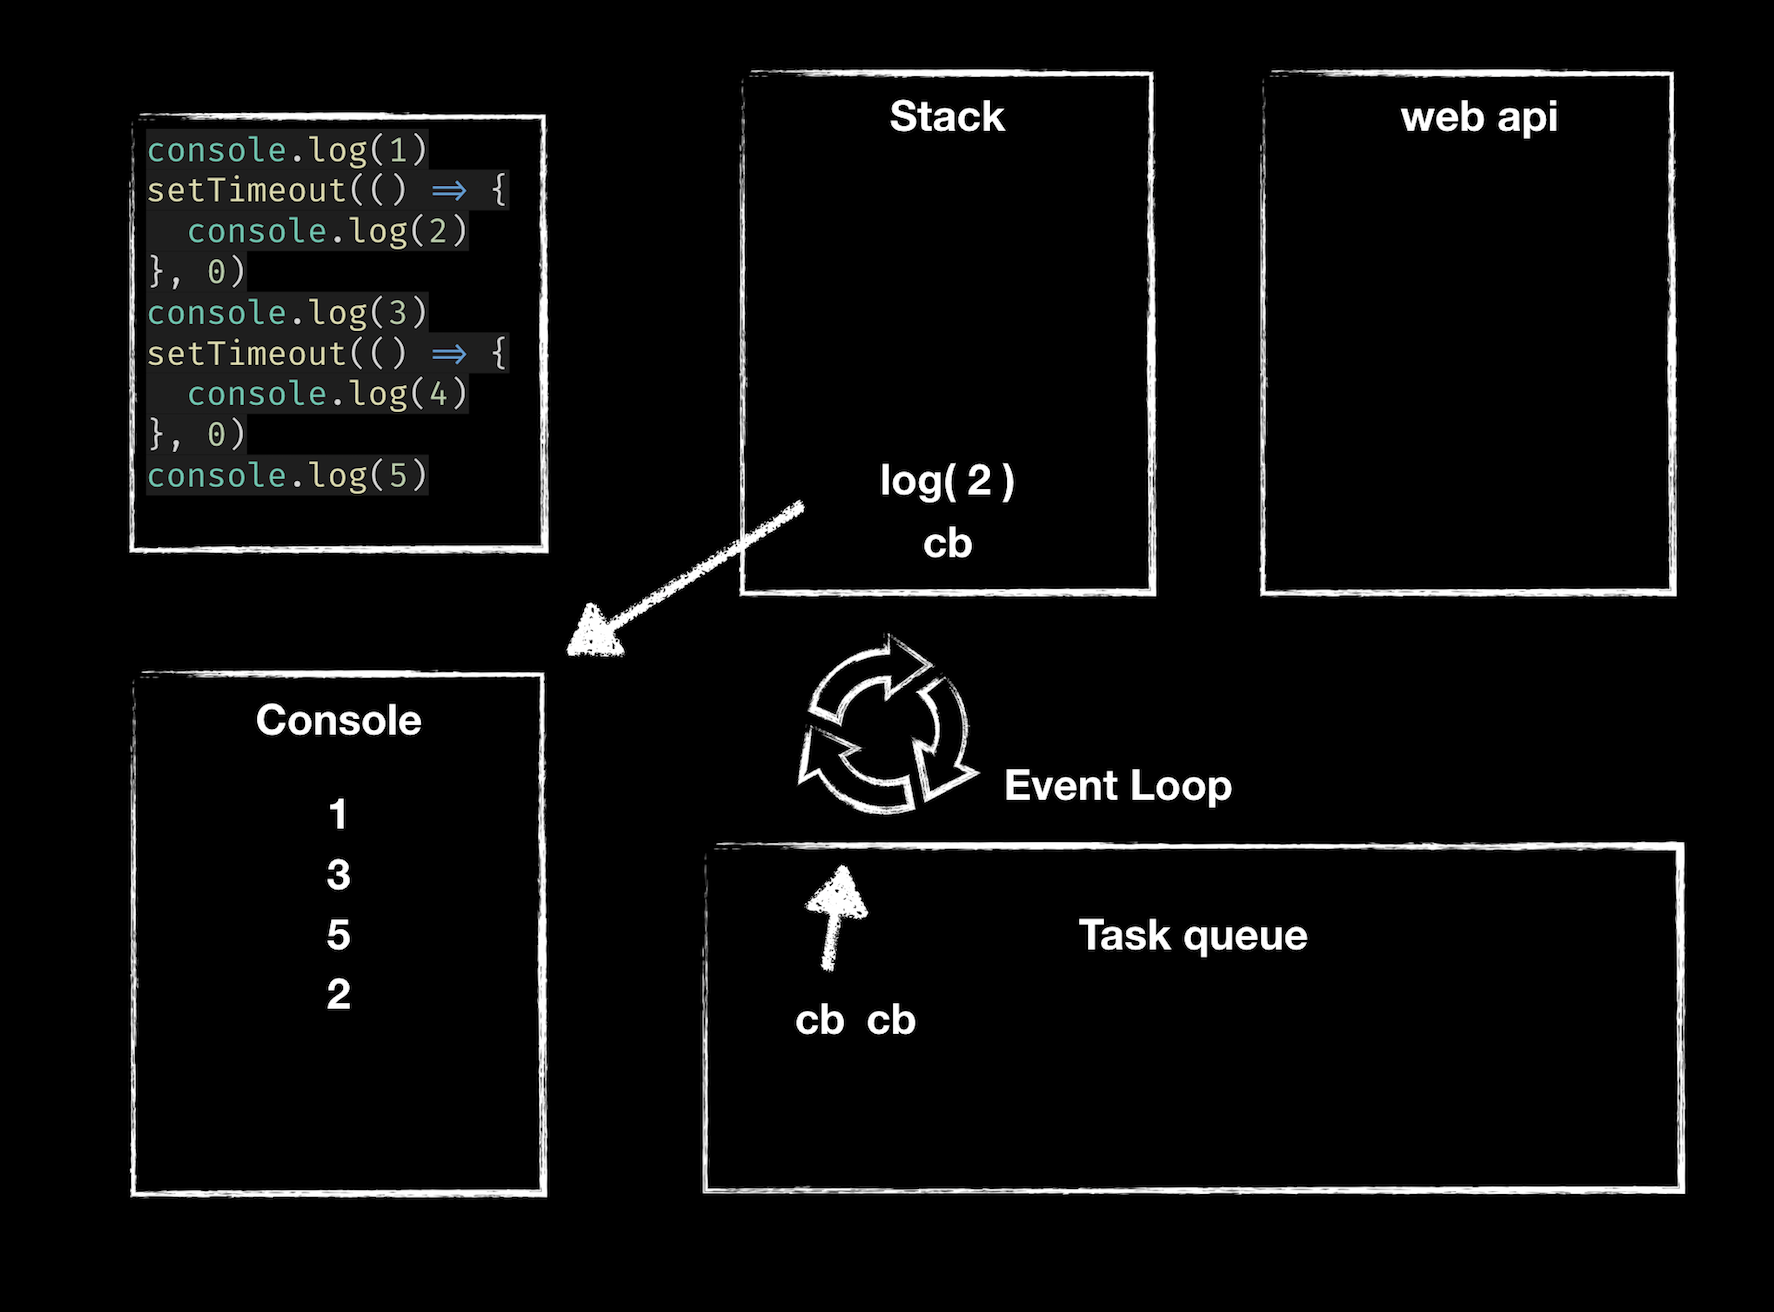 console.log(1)
setTimeout(() => {
  console.log(2)
}, 0)
console.log(3)
setTimeout(() => {
  console.log(4)
}, 0)
console.log(5)
Stack
log( 2 )
cb
web api
Console
1
3
5
2
Event Loop
Task queue
cb cb